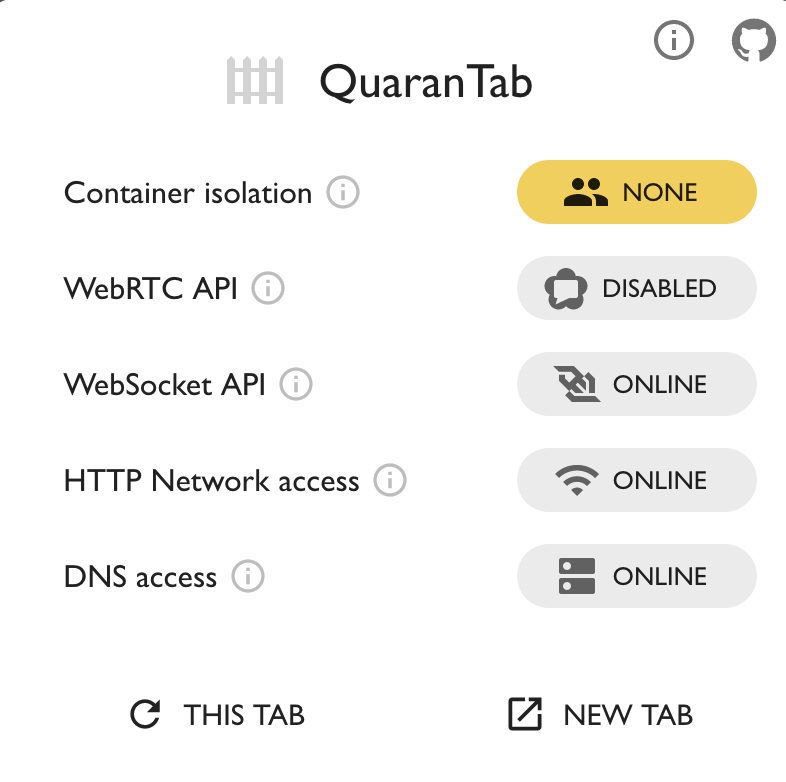 QuaranTab
Container isolation
NONE
WebRTC API
DISABLED
WebSocket API
ONLINE
HTTP Network access
ONLINE
DNS access
ONLINE
THIS TAB
NEW TAB